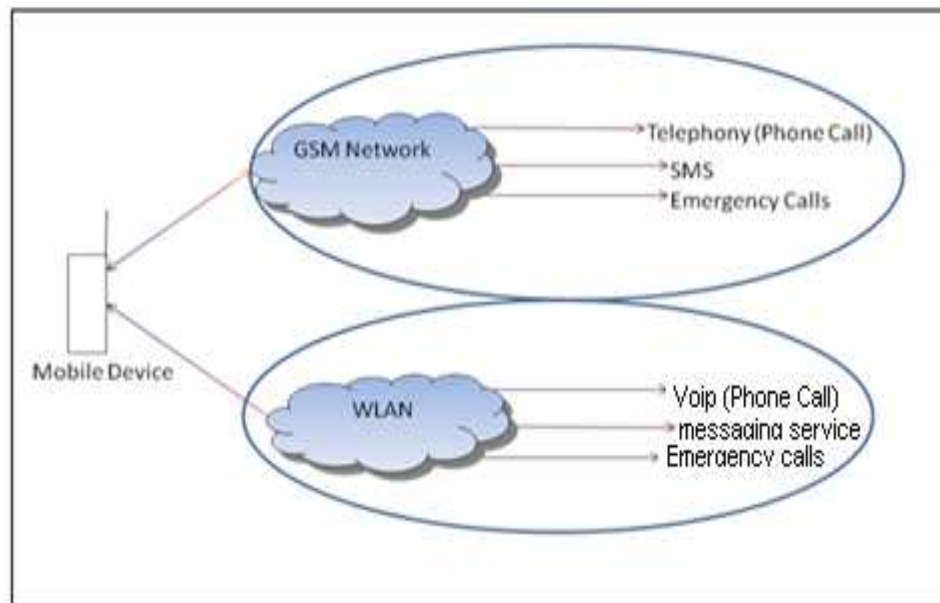 GSM Network
Telephony (Phone Call)
SMS
Emergency Calls
Mobile Device
WLAN
Voip (Phone Call)
messaging service
Emergency calls